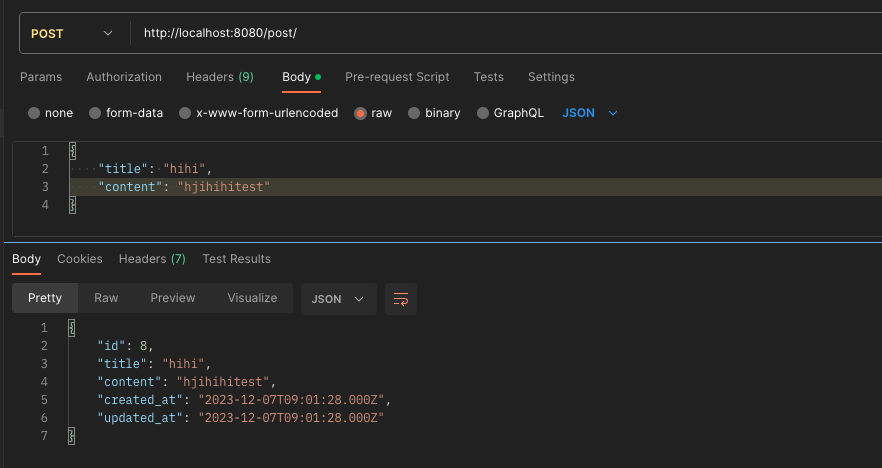 POST http://localhost:8080/post/
Params Authorization Headers (9) Body Pre-request Script Tests Settings
none form-data x-www-form-urlencoded raw binary GraphQL JSON
1 {
2 "title": "hihi",
3 "content": "hjihihitest"
4 }
Body Cookies Headers (7) Test Results
Pretty Raw Preview Visualize JSON
1 {
2 "id": 8,
3 "title": "hihi",
4 "content": "hjihihitest",
5 "created_at": "2023-12-07T09:01:28.000Z",
6 "updated_at": "2023-12-07T09:01:28.000Z"
7 }